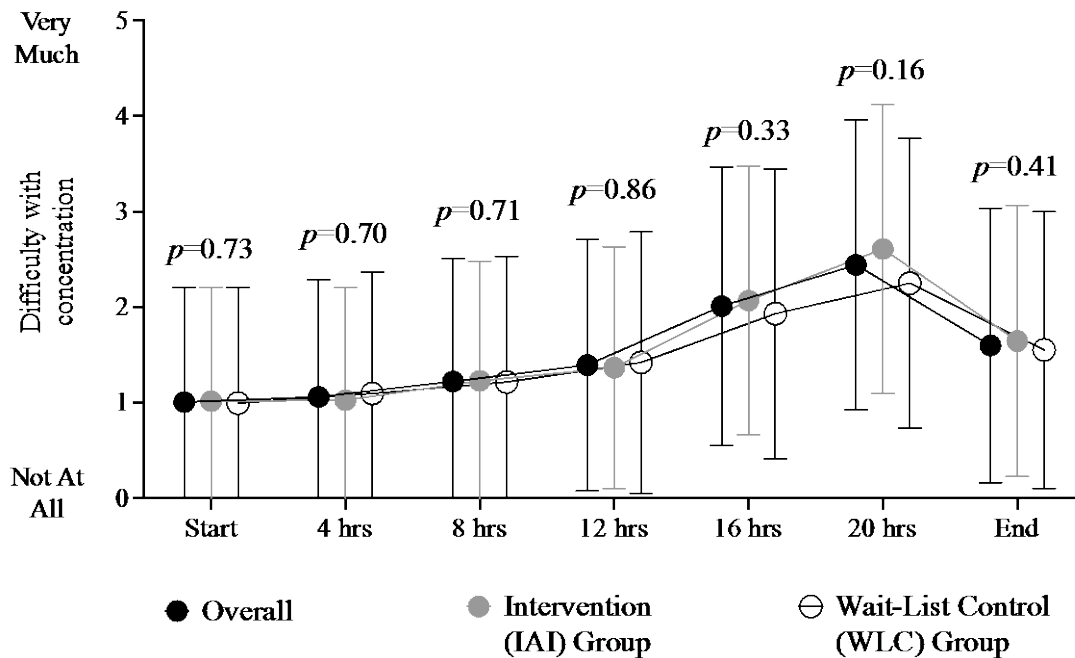 Very
Much
5
p=0.16
4
p=0.33
p=0.41
p=0.86
p=0.71
3
p=0.73
p=0.70
Difficulty with
concentration
2
1
Not At
All
0
Start
4 hrs
8 hrs
12 hrs
16 hrs
20 hrs
End
Overall
Intervention
(IAI) Group
Wait-List Control
(WLC) Group